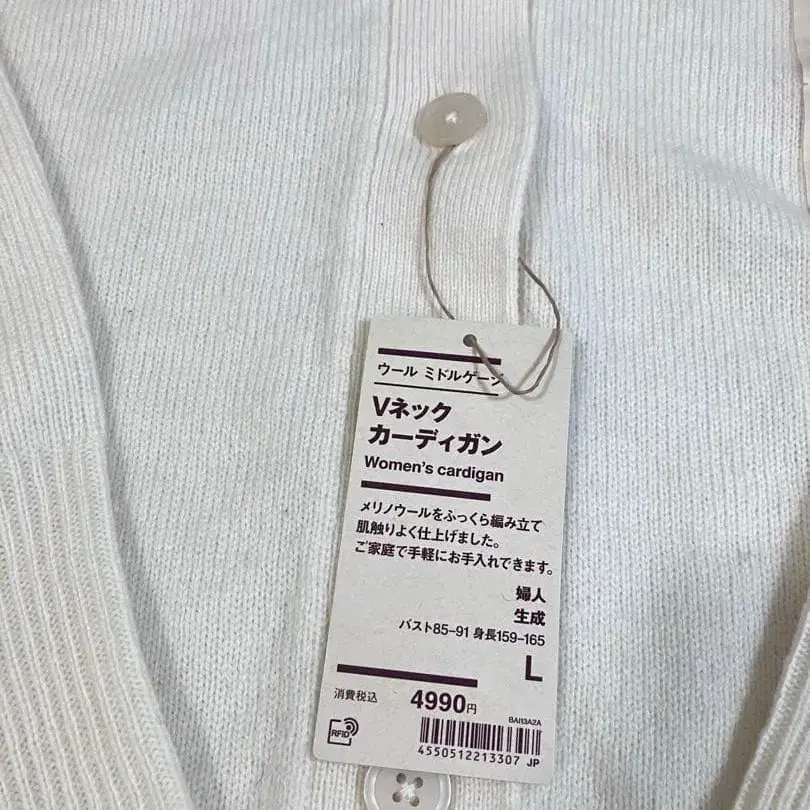 ウール ミドルゲージ
Vネック
カーディガン
Women's cardigan
メリノウールをふっくら編み立て
肌触りよく仕上げました。
ご家庭で手軽にお手入れできます。
婦人
生成
バスト85-91 身長159-165
L
消費税込 4990円
BAI13A2A
RFID
4550512213307 JP